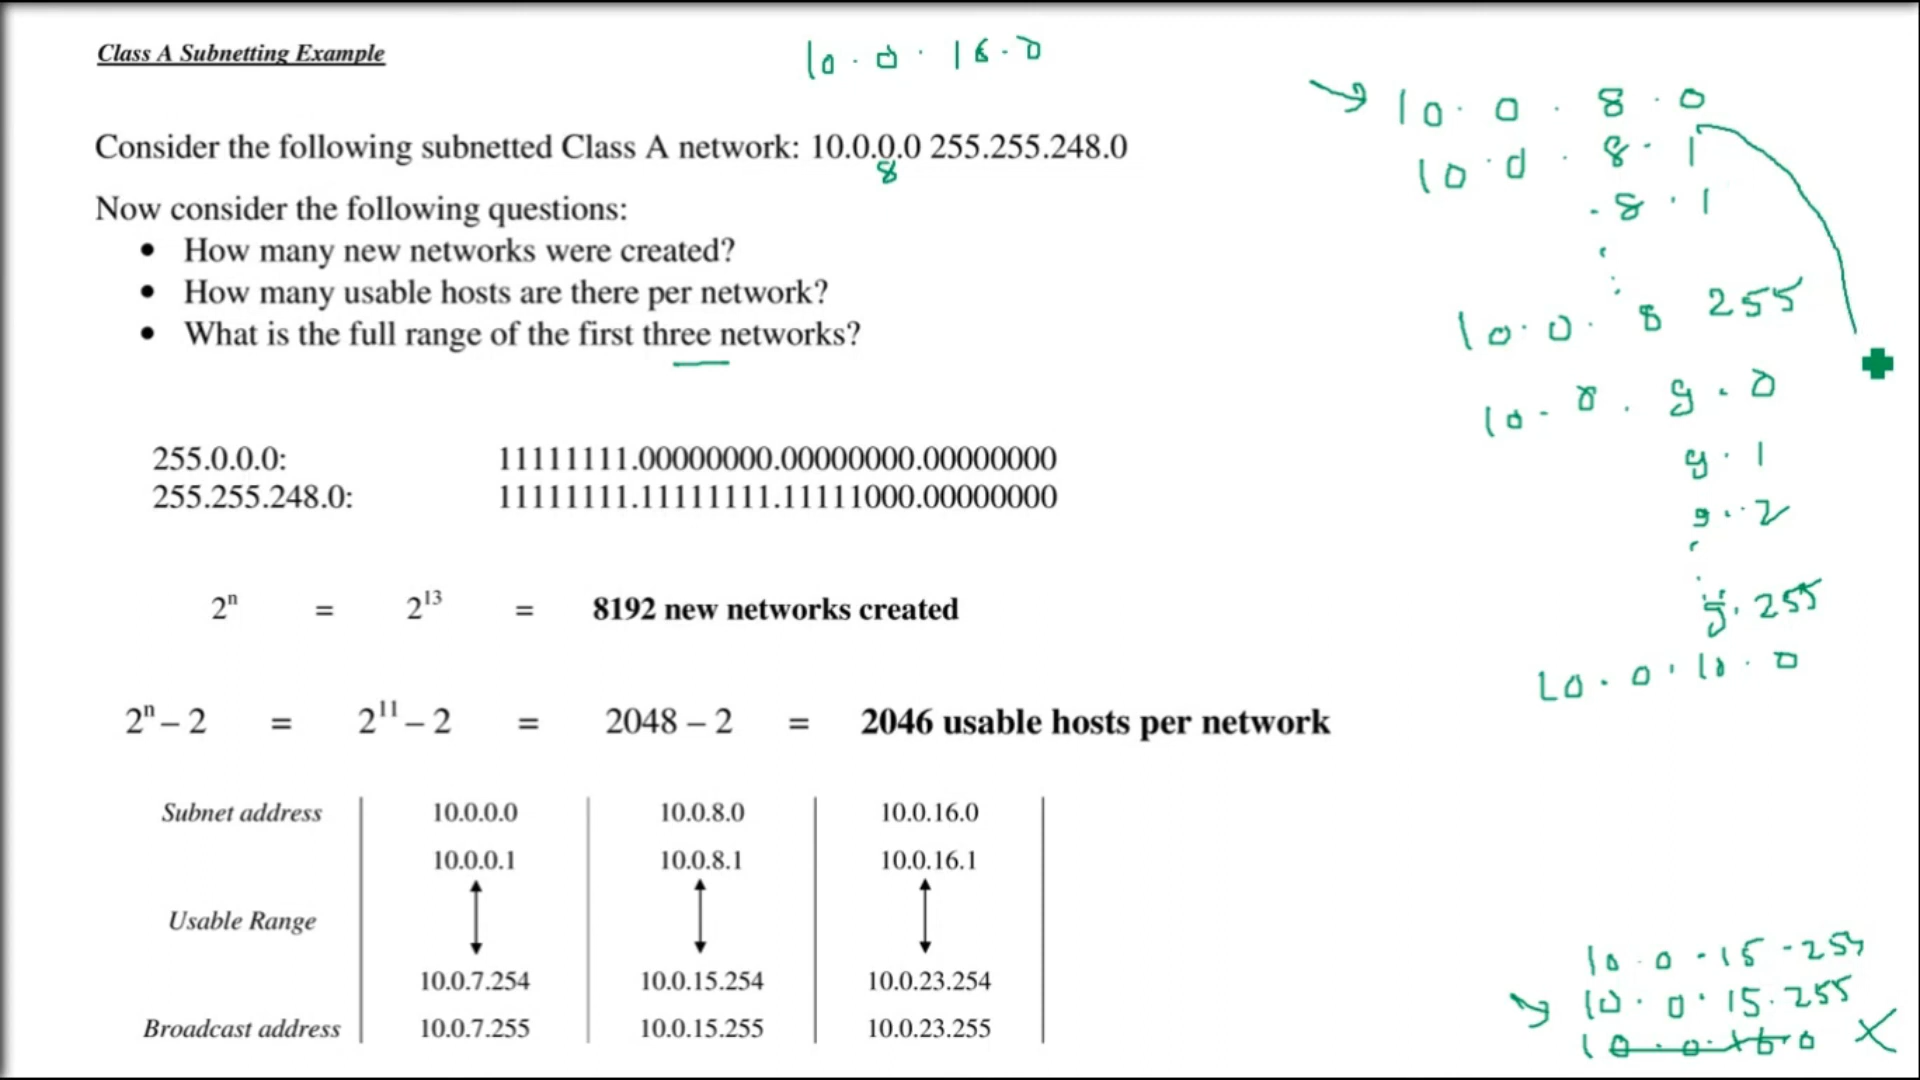 Class A Subnetting Example
10.0.16.0
Consider the following subnetted Class A network: 10.0.0.0 255.255.248.0
8
Now consider the following questions:
• How many new networks were created?
• How many usable hosts are there per network?
• What is the full range of the first three networks?
255.0.0.0: 11111111.00000000.00000000.00000000
255.255.248.0: 11111111.11111111.11111000.00000000
2ⁿ = 2¹³ = 8192 new networks created
2ⁿ – 2 = 2¹¹ – 2 = 2048 – 2 = 2046 usable hosts per network
Subnet address 10.0.0.0 10.0.8.0 10.0.16.0
10.0.0.1 10.0.8.1 10.0.16.1
Usable Range
10.0.7.254 10.0.15.254 10.0.23.254
Broadcast address 10.0.7.255 10.0.15.255 10.0.23.255
10.0.8.0
10.0.8.1
.8.1
10.0.8 255
10.0.9.0
9.1
9..2
9.255
10.0.10.0
10.0.15.254
10.0.15.255
10.0.16.0 X